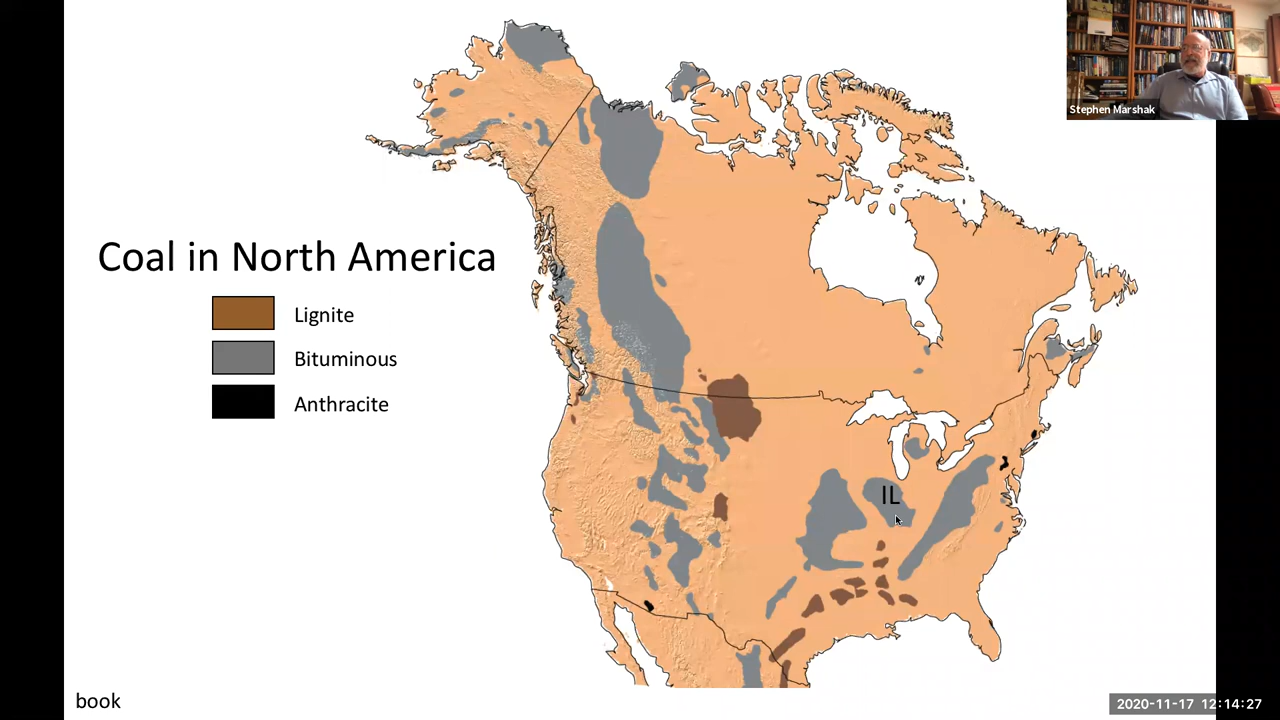 Stephen Marshak
Coal in North America
Lignite
Bituminous
Anthracite
IL
book
2020-11-17 12:14:27